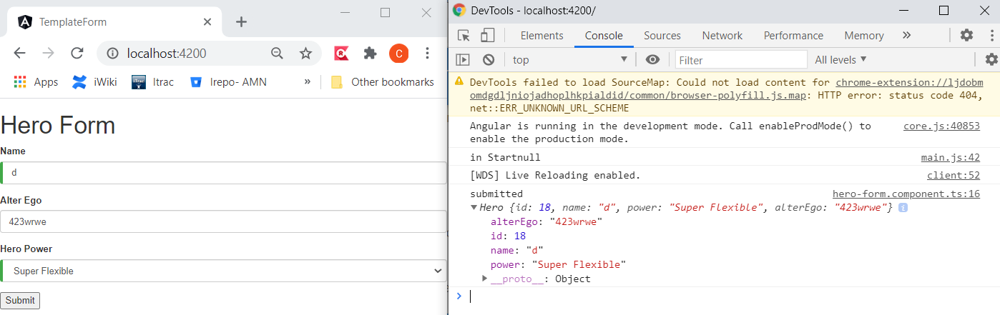 TemplateForm
localhost:4200
C
Apps
iWiki
Itrac
Irepo- AMN
»
Other bookmarks
Hero Form
Name
d
Alter Ego
423wrwe
Hero Power
Super Flexible
Submit
DevTools - localhost:4200/
Elements Console Sources Network Performance Memory »
top
Filter
All levels
DevTools failed to load SourceMap: Could not load content for chrome-extension://ljdobm
omdgdljniojadhoplhkpialdid/common/browser-polyfill.js.map: HTTP error: status code 404,
net::ERR_UNKNOWN_URL_SCHEME
Angular is running in the development mode. Call enableProdMode() to core.js:40853
enable the production mode.
in Startnull main.js:42
[WDS] Live Reloading enabled. client:52
submitted hero-form.component.ts:16
Hero {id: 18, name: "d", power: "Super Flexible", alterEgo: "423wrwe"} i
alterEgo: "423wrwe"
id: 18
name: "d"
power: "Super Flexible"
__proto__: Object